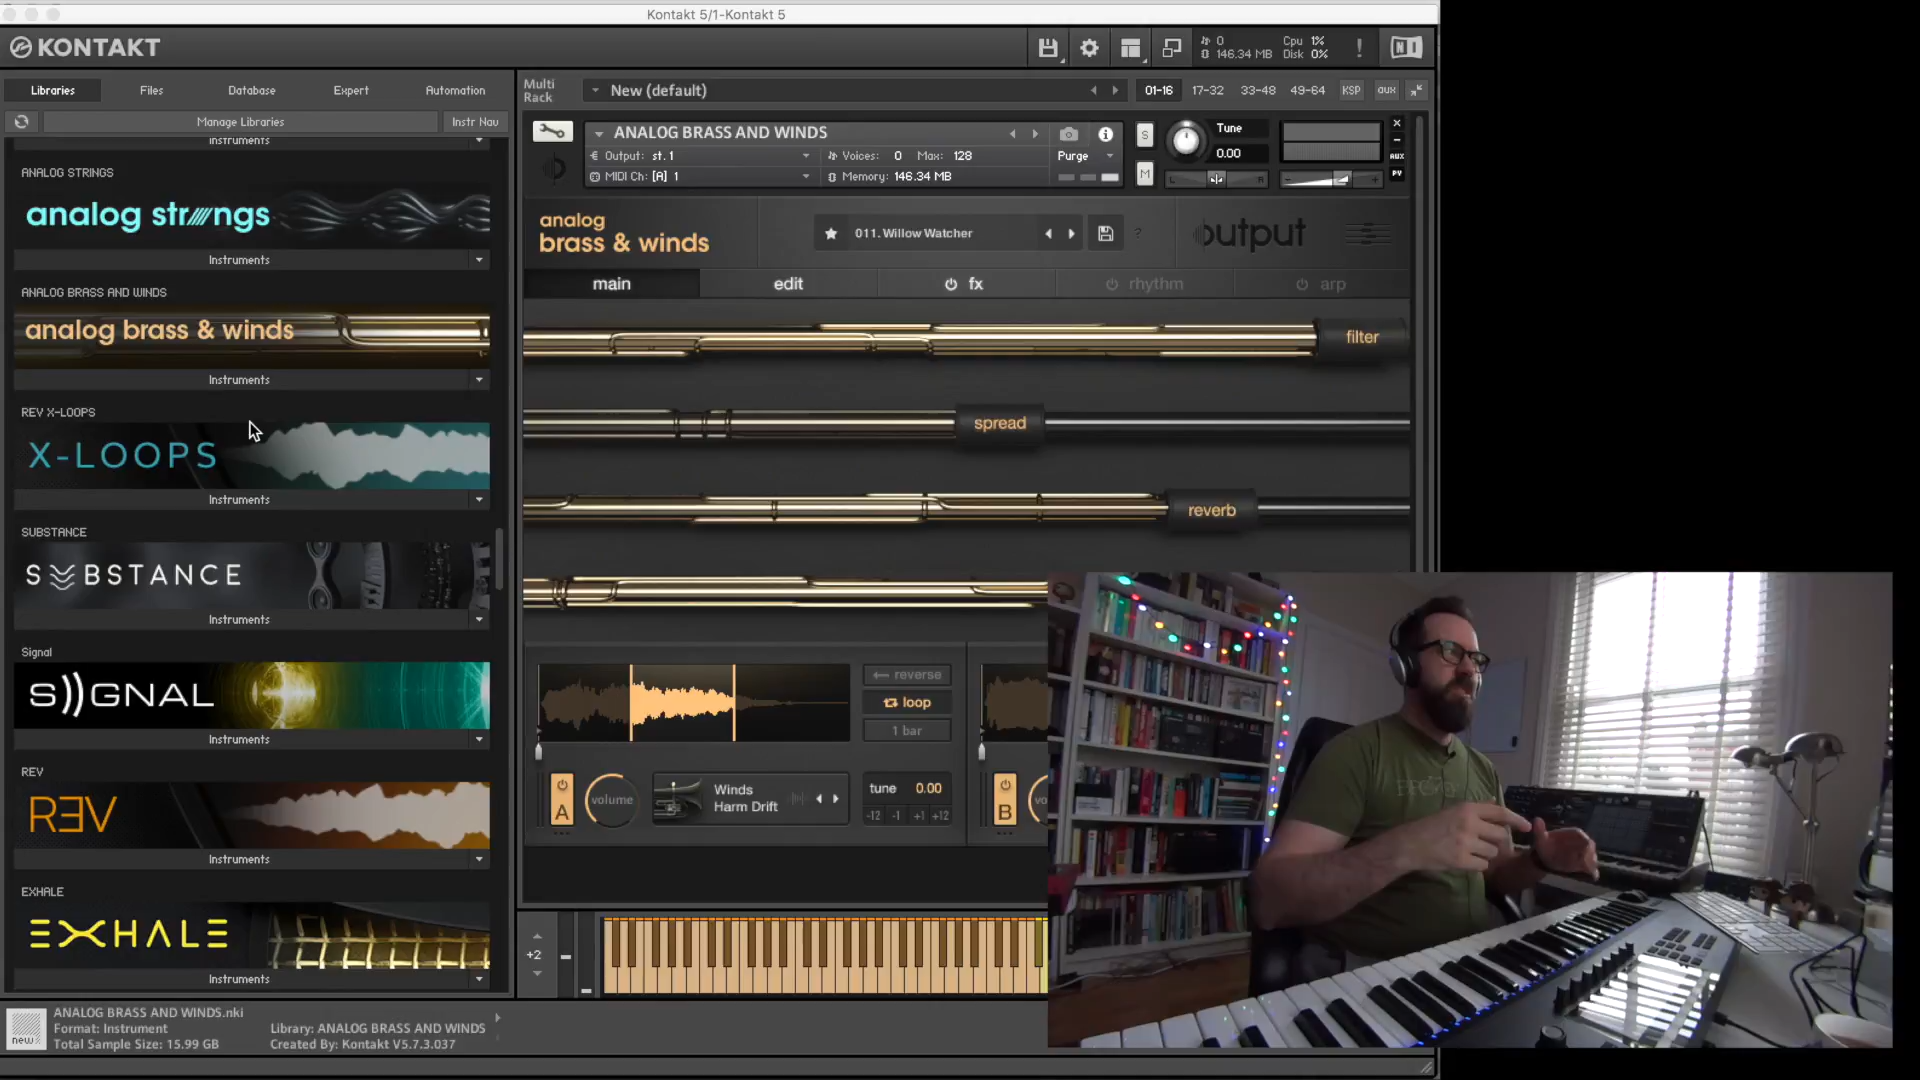 Kontakt 5/1-Kontakt 5
KONTAKT
0
146.34 MB
Cpu 1%
Disk 0%
!
Libraries Files Database Expert Automation
Manage Libraries Instr Nav
Instruments
ANALOG STRINGS
analog strings
Instruments
ANALOG BRASS AND WINDS
analog brass & winds
Instruments
REV X-LOOPS
X-LOOPS
Instruments
SUBSTANCE
SUBSTANCE
Instruments
Signal
SIGNAL
Instruments
REV
REV
Instruments
EXHALE
EXHALE
Instruments
Multi
Rack
New (default)
01-16 17-32 33-48 49-64 KSP aux
ANALOG BRASS AND WINDS
Output: st.1 Voices: 0 Max: 128 Purge
MIDI Ch: [A] 1 Memory: 146.34 MB
S
M
Tune
0.00
L R
AUX
PV
analog
brass & winds
011. Willow Watcher
?
output
main edit fx rhythm arp
filter
spread
reverb
reverse
loop
1 bar
A
volume
Winds
Harm Drift
tune 0.00
-12 -1 +1 +12
B
vo
+2
ANALOG BRASS AND WINDS.nki
Format: Instrument
Total Sample Size: 15.99 GB
Library: ANALOG BRASS AND WINDS
Created By: Kontakt V5.7.3.037
new